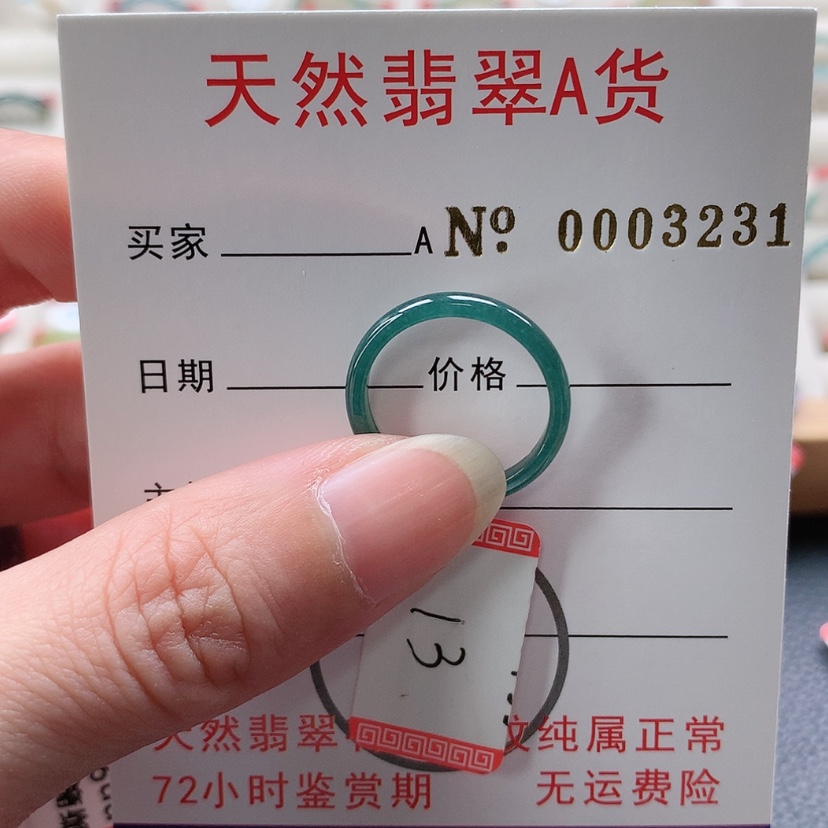 天然翡翠A货
买家 A Nº 0003231
日期 价格
13
天然翡翠 纹纯属正常
72小时鉴赏期 无运费险